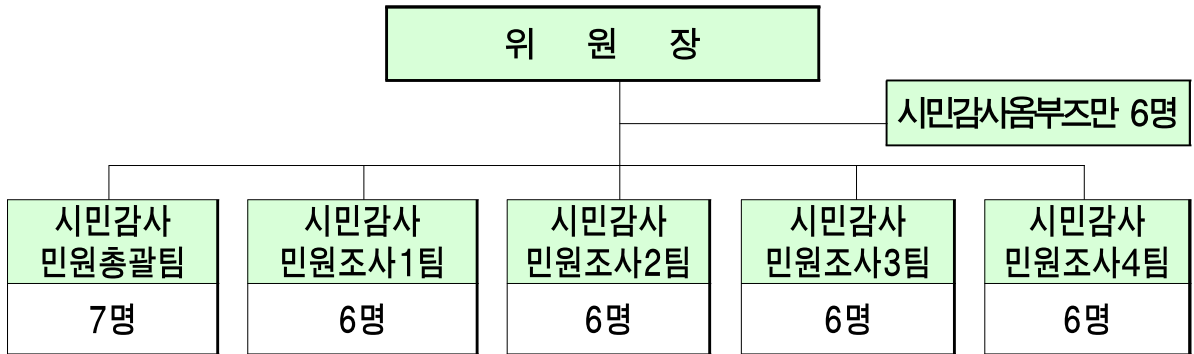 위 원 장
시민감사옴부즈만 6명
시민감사
민원총괄팀
7명
시민감사
민원조사1팀
6명
시민감사
민원조사2팀
6명
시민감사
민원조사3팀
6명
시민감사
민원조사4팀
6명